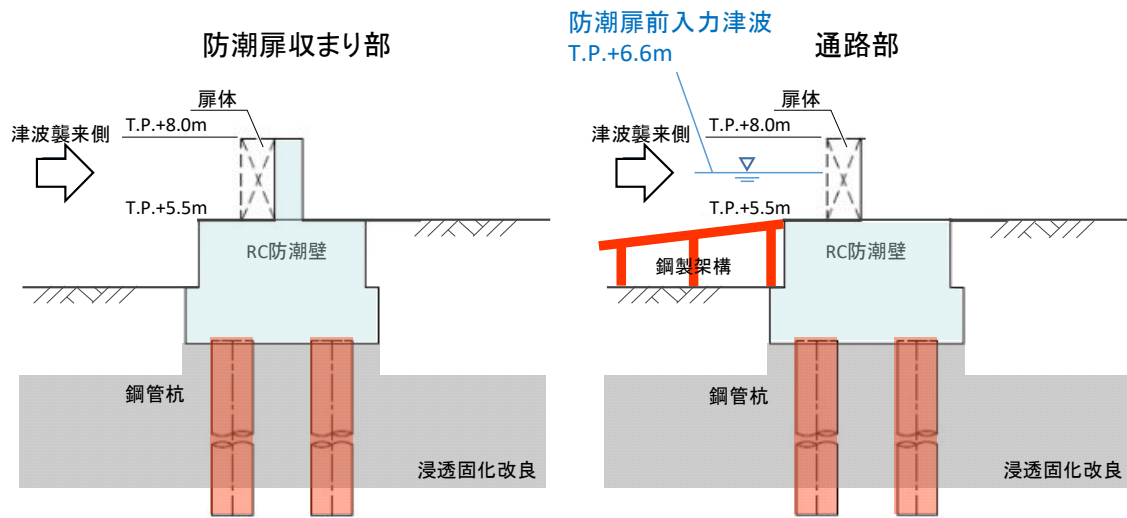 防潮扉収まり部
扉体
T.P.+8.0m
津波襲来側
T.P.+5.5m
RC防潮壁
鋼管杭
浸透固化改良
防潮扉前入力津波
T.P.+6.6m
通路部
扉体
T.P.+8.0m
津波襲来側
T.P.+5.5m
RC防潮壁
鋼製架構
鋼管杭
浸透固化改良